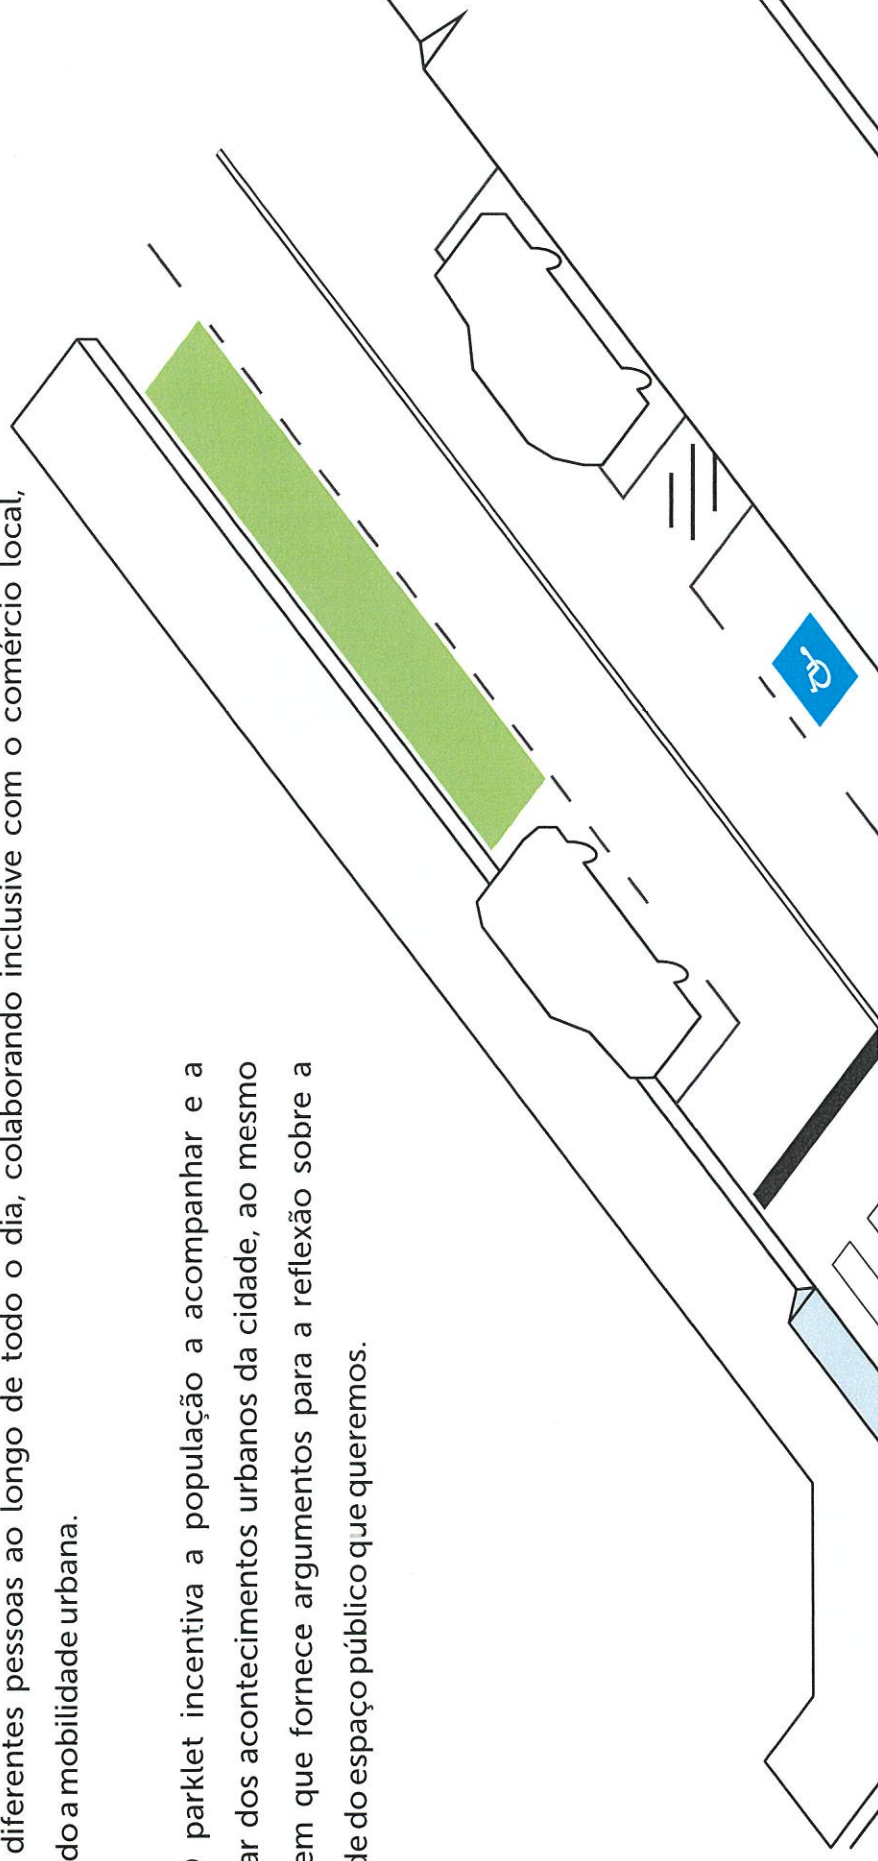 diferentes pessoas ao longo de todo o dia, colaborando inclusive com o comércio local,
do a mobilidade urbana.
parklet incentiva a população a acompanhar e a
ar dos acontecimentos urbanos da cidade, ao mesmo
em que fornece argumentos para a reflexão sobre a
de do espaço público que queremos.